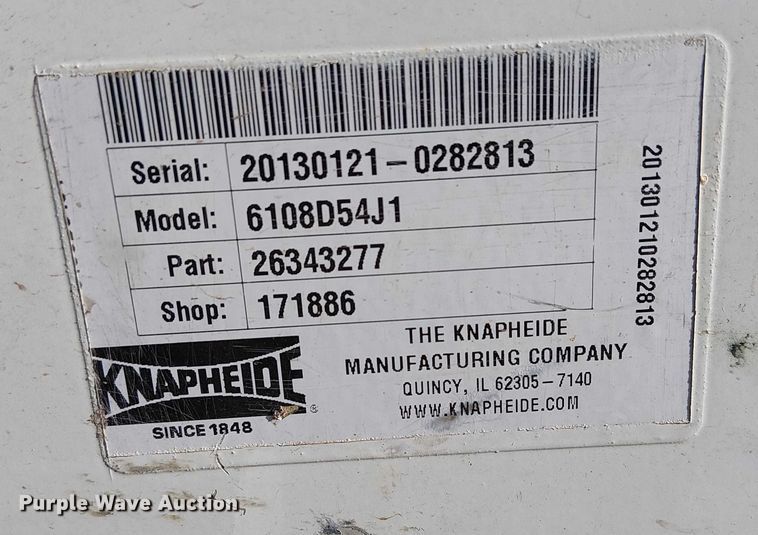 Serial: 20130121-0282813
Model: 6108D54J1
Part: 26343277
Shop: 171886
201301210282813
KNAPHEIDE ®
SINCE 1848
THE KNAPHEIDE
MANUFACTURING COMPANY
QUINCY, IL 62305-7140
WWW.KNAPHEIDE.COM
Purple Wave Auction